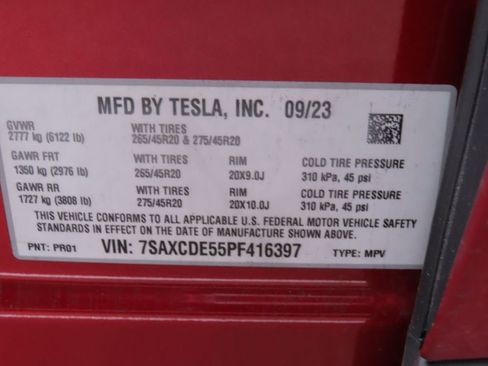 MFD BY TESLA, INC. 09/23
GVWR WITH TIRES
2777 kg (6122 lb) 265/45R20 & 275/45R20
GAWR FRT WITH TIRES RIM COLD TIRE PRESSURE
1350 kg (2976 lb) 265/45R20 20X9.0J 310 kPa, 45 psi
GAWR RR WITH TIRES RIM COLD TIRE PRESSURE
1727 kg (3808 lb) 275/45R20 20X10.0J 310 kPa, 45 psi
THIS VEHICLE CONFORMS TO ALL APPLICABLE U.S. FEDERAL MOTOR VEHICLE SAFETY
STANDARDS IN EFFECT ON THE DATE OF MANUFACTURE SHOWN ABOVE.
PNT: PR01 VIN: 7SAXCDE55PF416397 TYPE: MPV